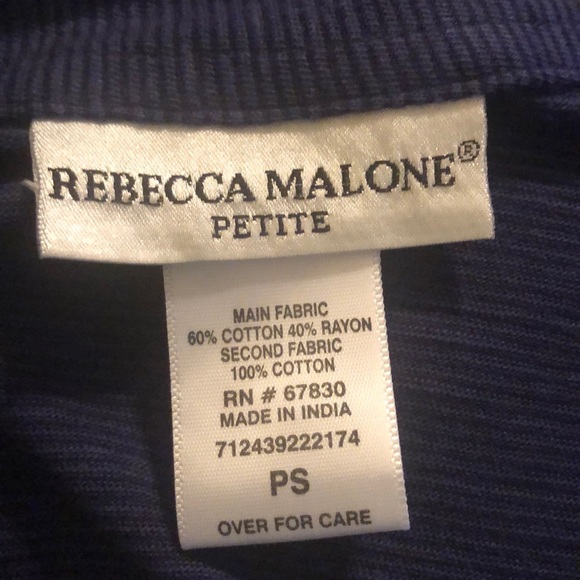 REBECCA MALONE®
PETITE
MAIN FABRIC
60% COTTON 40% RAYON
SECOND FABRIC
100% COTTON
RN # 67830
MADE IN INDIA
712439222174
PS
OVER FOR CARE